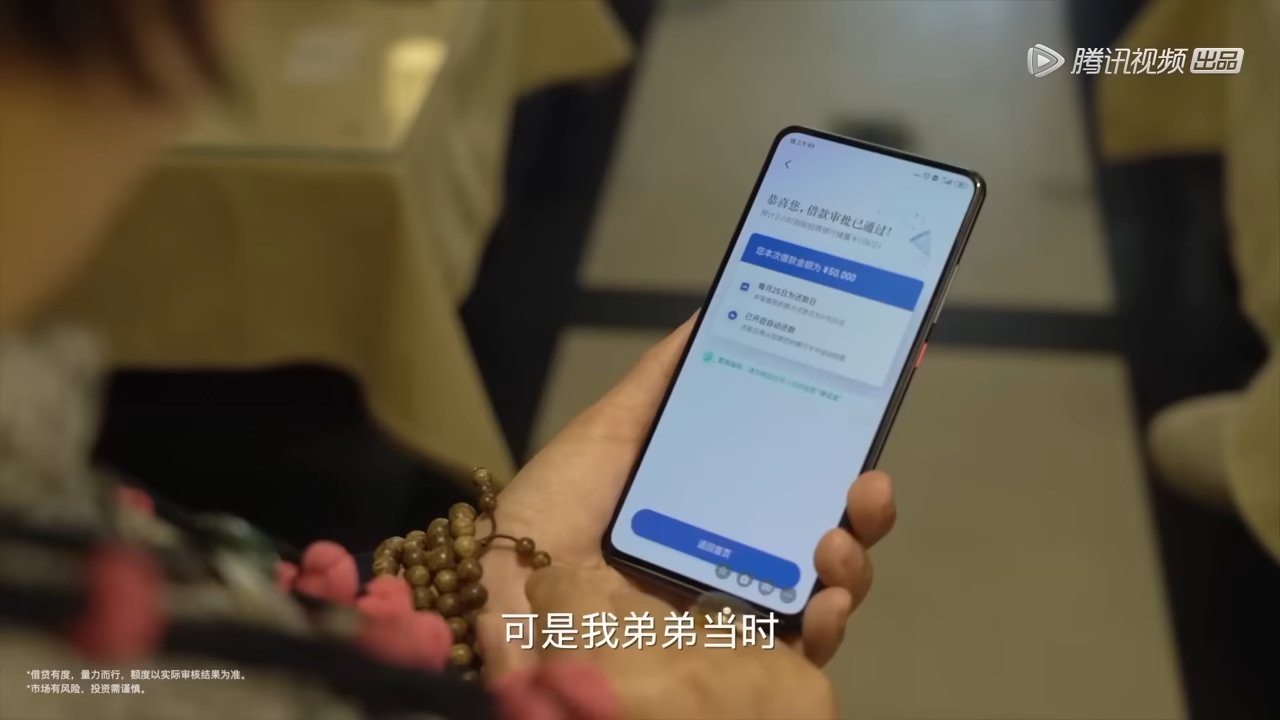 腾讯视频 出品
晚上9:49
恭喜您，借款审批已通过！
您本次借款金额为 ¥50,000
每月25日为还款日
已开启自动还款
返回首页
可是我弟弟当时
*借贷有度，量力而行，额度以实际审核结果为准。
*市场有风险，投资需谨慎。